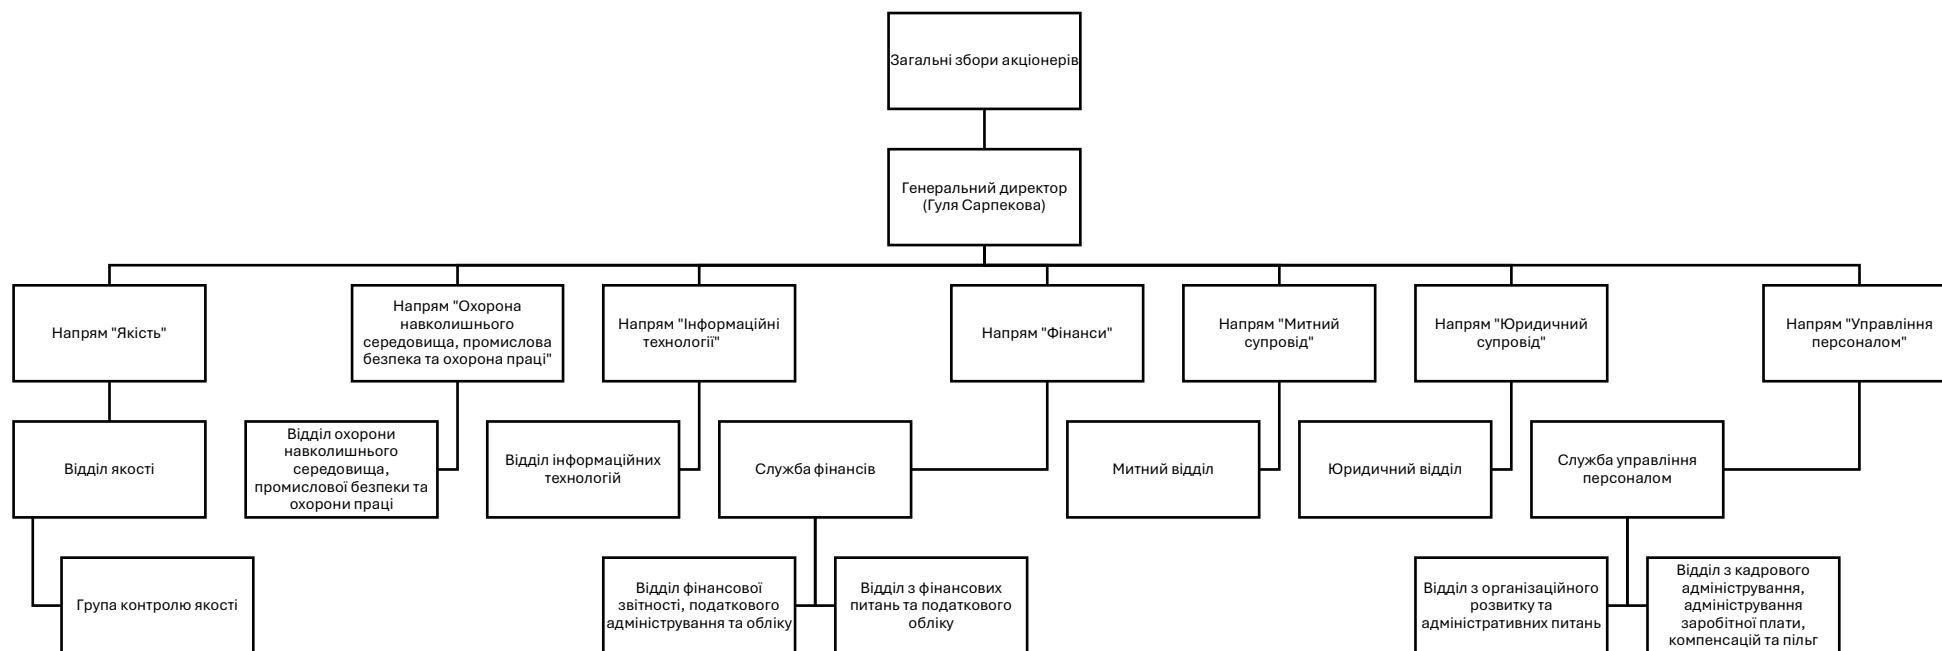 Загальні збори акціонерів
Генеральний директор
(Гуля Сарпекова)
Напрям "Якість"
Напрям "Охорона
навколишнього
середовища, промислова
безпека та охорона праці"
Напрям "Інформаційні
технології"
Напрям "Фінанси"
Напрям "Митний
супровід"
Напрям "Юридичний
супровід"
Напрям "Управління
персоналом"
Відділ якості
Відділ охорони
навколишнього
середовища,
промислової безпеки та
охорони праці
Відділ інформаційних
технологій
Служба фінансів
Митний відділ
Юридичний відділ
Служба управління
персоналом
Група контролю якості
Відділ фінансової
звітності, податкового
адміністрування та обліку
Відділ з фінансових
питань та податкового
обліку
Відділ з організаційного
розвитку та
адміністративних питань
Відділ з кадрового
адміністрування,
адміністрування
заробітної плати,
компенсацій та пільг